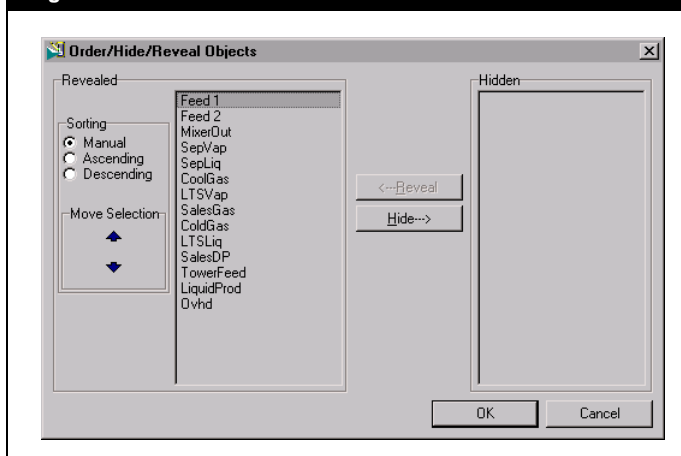 Order/Hide/Reveal Objects
Revealed
Sorting
Manual
Ascending
Descending
Move Selection
Feed 1
Feed 2
MixerOut
SepVap
SepLiq
CoolGas
LTSVap
SalesGas
ColdGas
LTSLiq
SalesDP
TowerFeed
LiquidProd
Ovhd
<---Reveal
Hide--->
Hidden
OK
Cancel